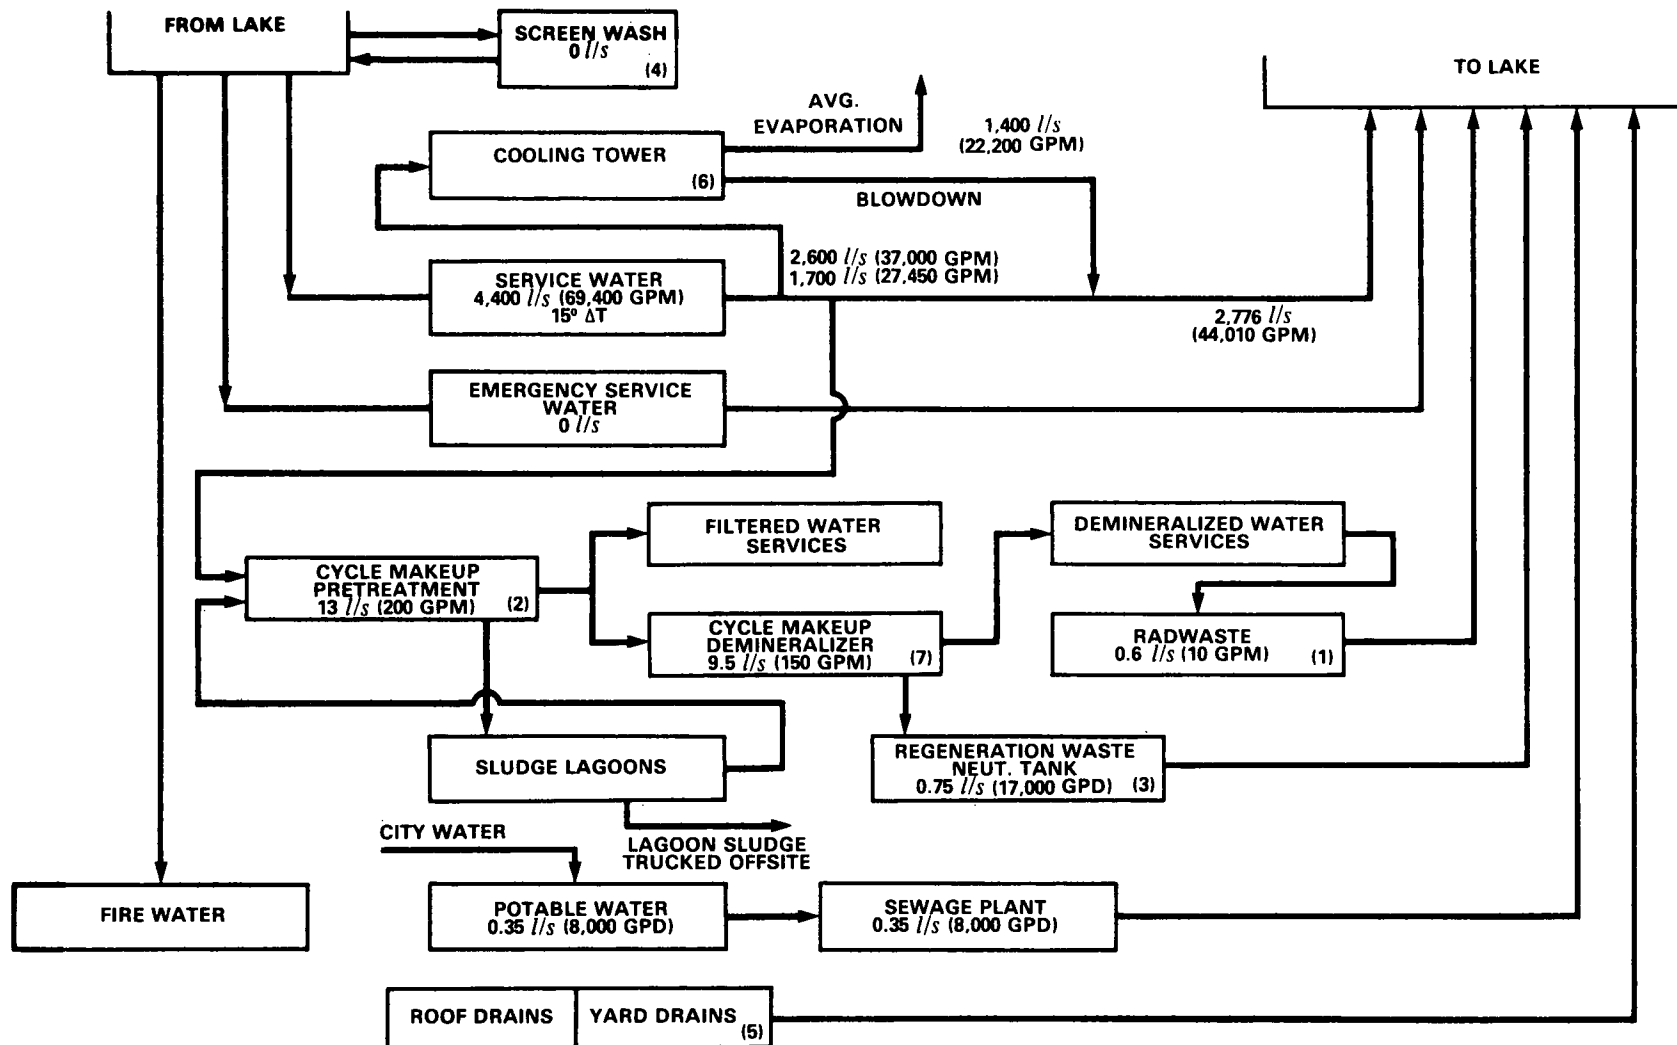 FROM LAKE
SCREEN WASH
0 l/s
(4)
TO LAKE
AVG.
EVAPORATION
1,400 l/s
(22,200 GPM)
COOLING TOWER
(6)
BLOWDOWN
2,600 l/s (37,000 GPM)
1,700 l/s (27,450 GPM)
SERVICE WATER
4,400 l/s (69,400 GPM)
15° ΔT
2,776 l/s
(44,010 GPM)
EMERGENCY SERVICE
WATER
0 l/s
FILTERED WATER
SERVICES
DEMINERALIZED WATER
SERVICES
CYCLE MAKEUP
PRETREATMENT
13 l/s (200 GPM)
(2)
CYCLE MAKEUP
DEMINERALIZER
9.5 l/s (150 GPM)
(7)
RADWASTE
0.6 l/s (10 GPM)
(1)
SLUDGE LAGOONS
REGENERATION WASTE
NEUT. TANK
0.75 l/s (17,000 GPD)
(3)
CITY WATER
LAGOON SLUDGE
TRUCKED OFFSITE
FIRE WATER
POTABLE WATER
0.35 l/s (8,000 GPD)
SEWAGE PLANT
0.35 l/s (8,000 GPD)
ROOF DRAINS
YARD DRAINS
(5)